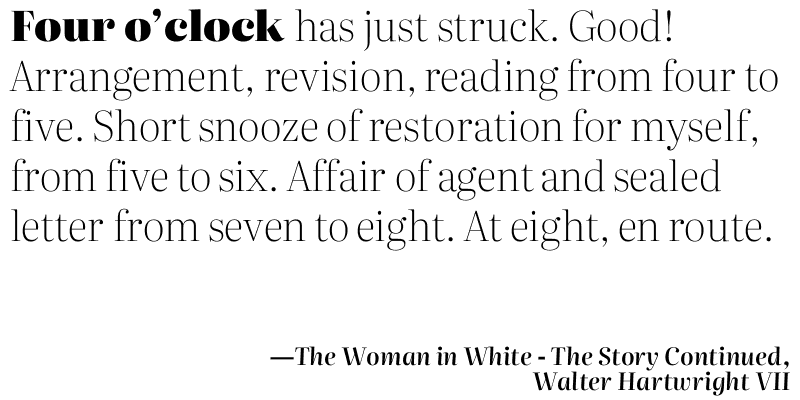 Four o’clock has just struck. Good!
Arrangement, revision, reading from four to
five. Short snooze of restoration for myself,
from five to six. Affair of agent and sealed
letter from seven to eight. At eight, en route.
—The Woman in White - The Story Continued,
Walter Hartwright VII